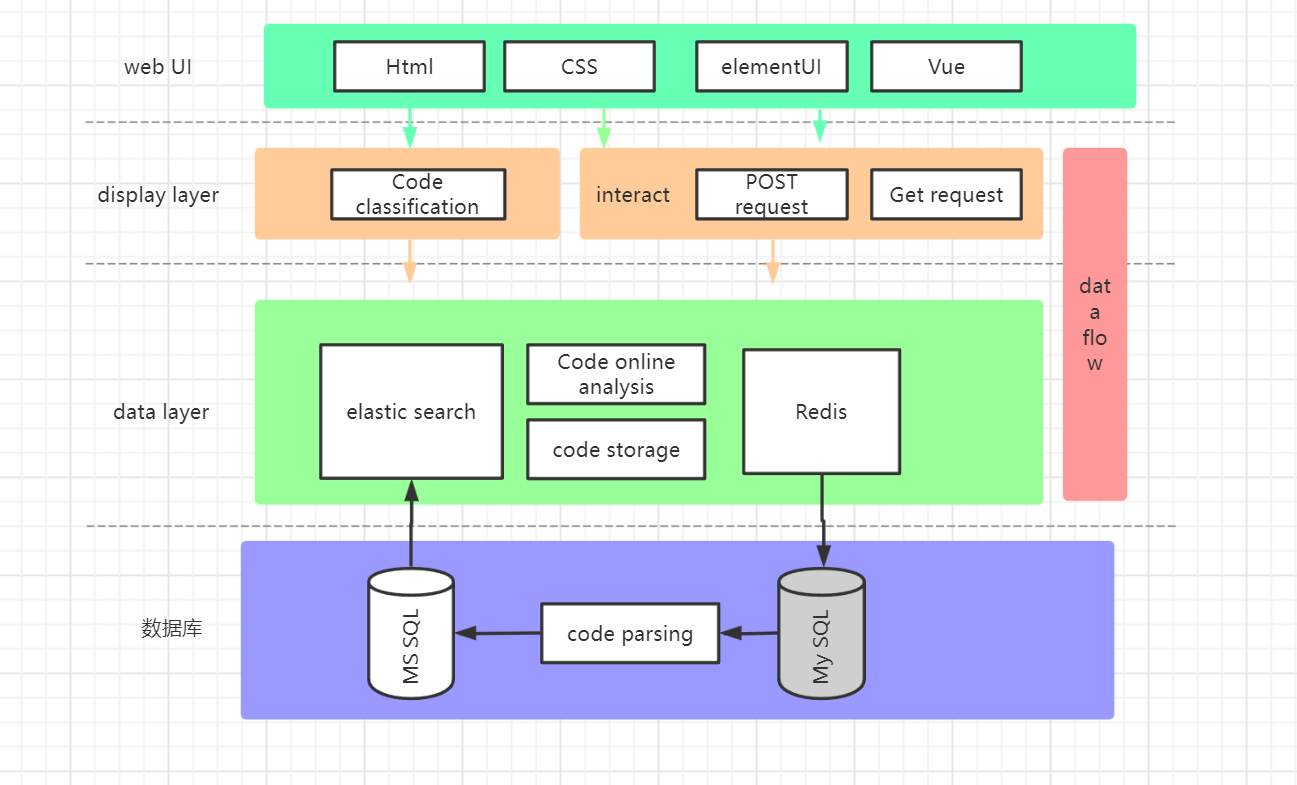 web UI
Html
CSS
elementUI
Vue
display layer
Code
classification
interact
POST
request
Get request
dat
a
flo
w
data layer
elastic search
Code online
analysis
code storage
Redis
数据库
MS SQL
code parsing
My SQL